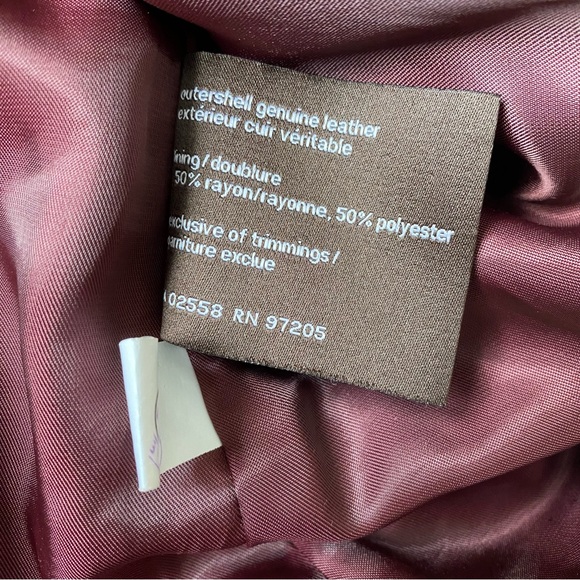 outershell genuine leather
extérieur cuir véritable
lining/doublure
50% rayon/rayonne, 50% polyester
exclusive of trimmings/
garniture exclue
A 02558 RN 97205